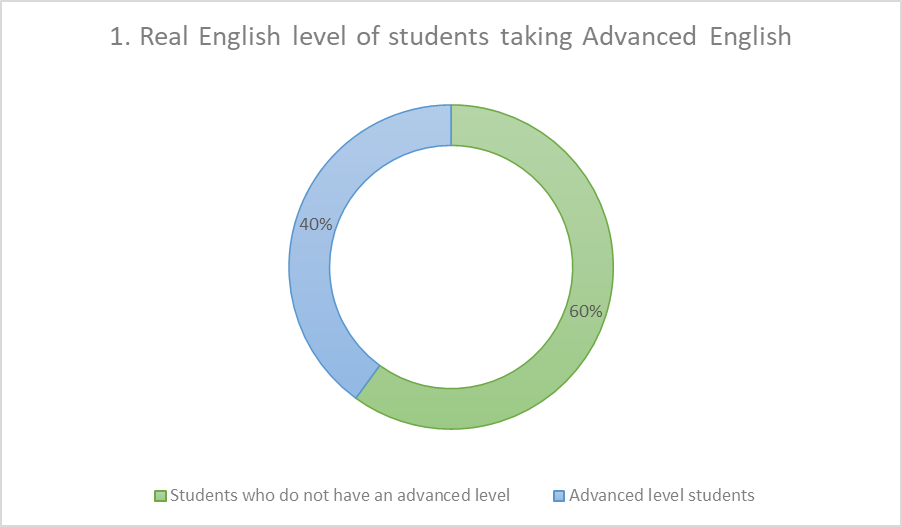 1. Real English level of students taking Advanced English
40%
60%
Students who do not have an advanced level
Advanced level students